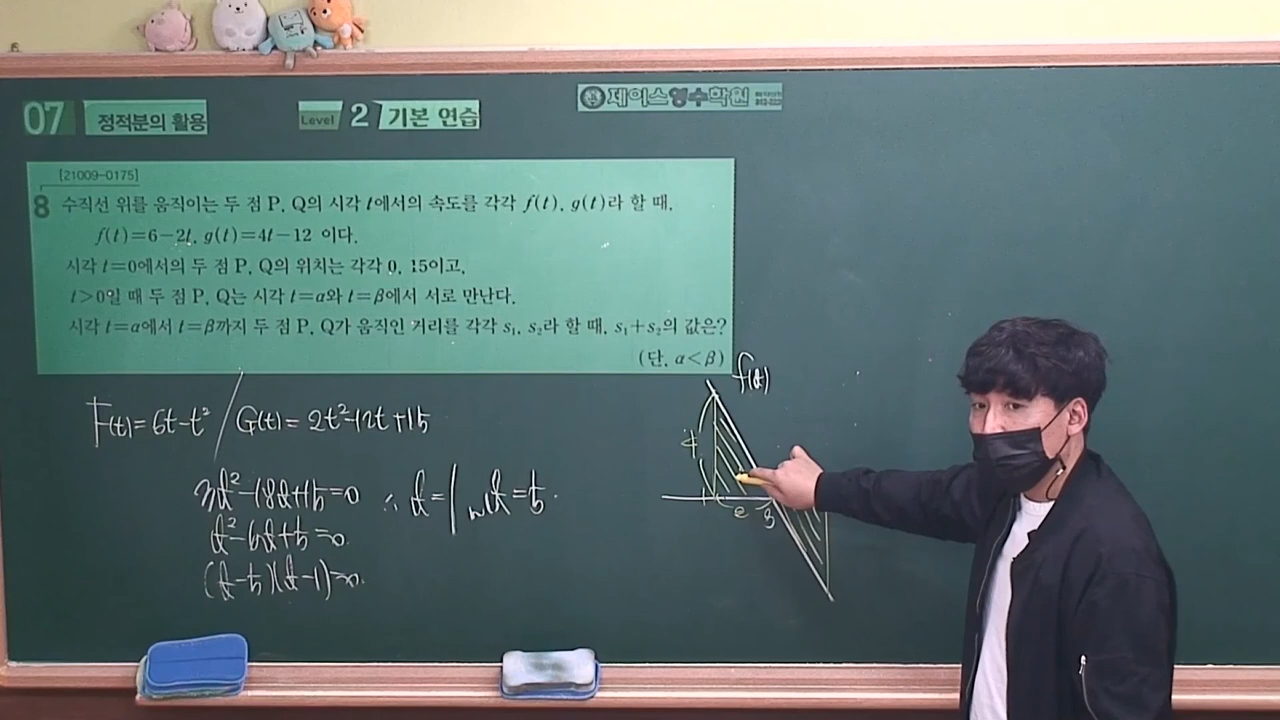 07 정적분의 활용 Level 2 기본 연습 제이스영수학원
[21009-0175]
8 수직선 위를 움직이는 두 점 P, Q의 시각 t에서의 속도를 각각 f(t), g(t)라 할 때,
f(t)=6-2t, g(t)=4t-12 이다.
시각 t=0에서의 두 점 P, Q의 위치는 각각 0, 15이고,
t>0일 때 두 점 P, Q는 시각 t=α와 t=β에서 서로 만난다.
시각 t=α에서 t=β까지 두 점 P, Q가 움직인 거리를 각각 s₁, s₂라 할 때, s₁+s₂의 값은?
(단, α<β)
F(t)=6t-t² / G(t)=2t²-12t+15
3t²-18t+15=0 ∴ t=1 or t=5.
t²-6t+5=0.
(t-5)(t-1)=0.
f(t)
4
1 2 3